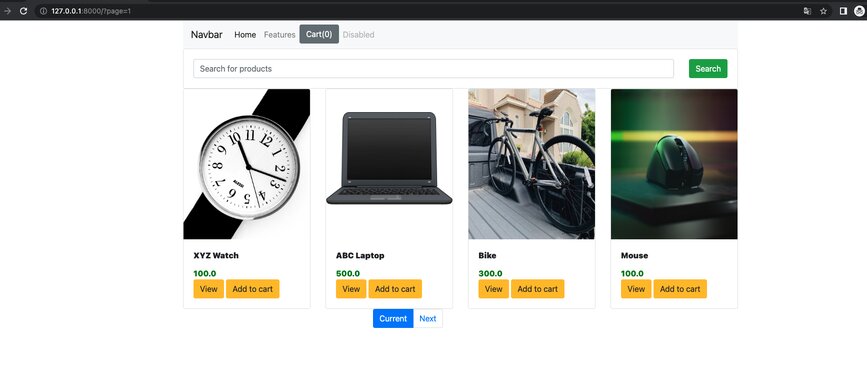 127.0.0.1:8000/?page=1
Navbar Home Features Cart(0) Disabled
Search for products Search
XYZ Watch ABC Laptop Bike Mouse
100.0 500.0 300.0 100.0
View Add to cart View Add to cart View Add to cart View Add to cart
Current Next